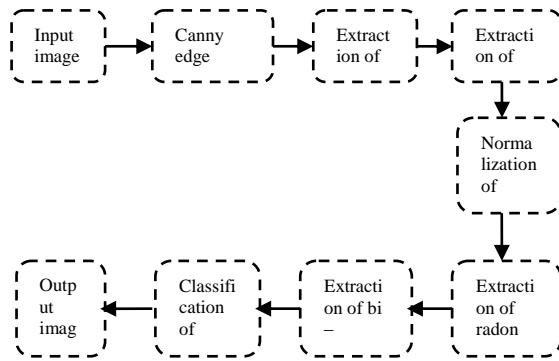 Input
image
Canny
edge
Extract
ion of
Extracti
on of
Norma
lization
of
Extracti
on of
radon
Extracti
on of bi
–
Classifi
cation
of
Outp
ut
imag